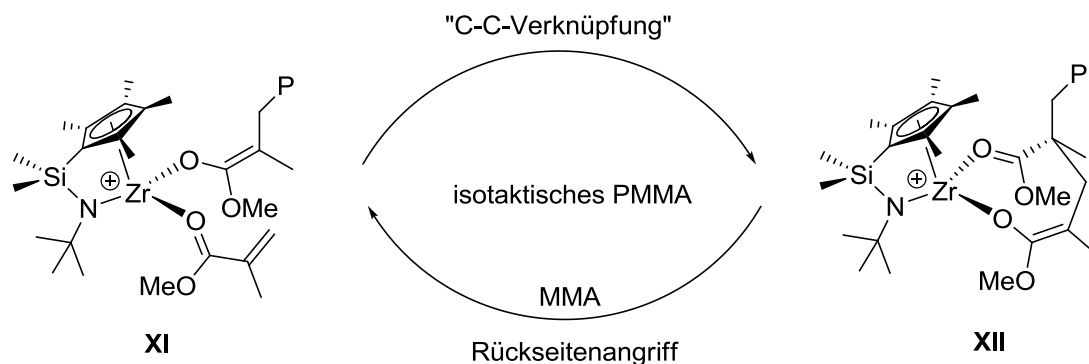 "C-C-Verknüpfung"
P
Si
N
Zr
⊕
O
OMe
O
MeO
XI
isotaktisches PMMA
MMA
Rückseitenangriff
P
Si
N
Zr
⊕
O
OMe
O
MeO
XII